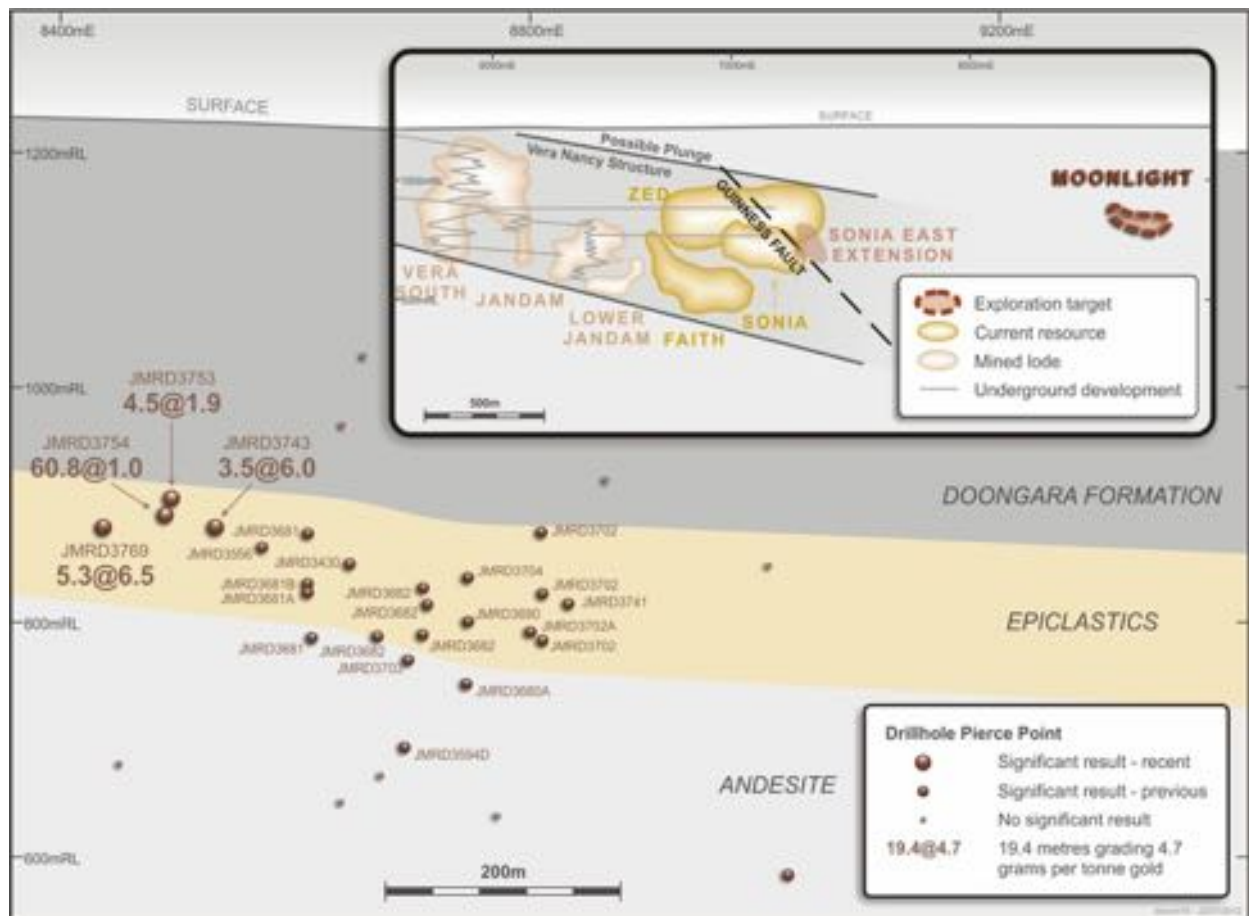 8400mE
8800mE
9200mE
SURFACE
1200mRL
1000mRL
800mRL
600mRL
SURFACE
Possible Plunge
Vera Nancy Structure
ZED
GUINNESS FAULT
MOONLIGHT
SONIA EAST
EXTENSION
VERA
SOUTH
JANDAM
LOWER
JANDAM
FAITH
SONIA
500m
Exploration target
Current resource
Mined lode
Underground development
JMRD3753
4.5@1.9
JMRD3754
60.8@1.0
JMRD3743
3.5@6.0
JMRD3769
5.3@6.5
DOONGARA FORMATION
JMRD3681
JMRD3556
JMRD3430
JMRD3681B
JMRD3681A
JMRD3682
JMRD3682
JMRD3704
JMRD3702
JMRD3702
JMRD3741
JMRD3680
JMRD3702A
JMRD3702
JMRD3681
JMRD3682
JMRD3682
JMRD3703
JMRD3680A
JMRD3594D
EPICLASTICS
ANDESITE
200m
Drillhole Pierce Point
Significant result - recent
Significant result - previous
No significant result
19.4@4.7
19.4 metres grading 4.7
grams per tonne gold